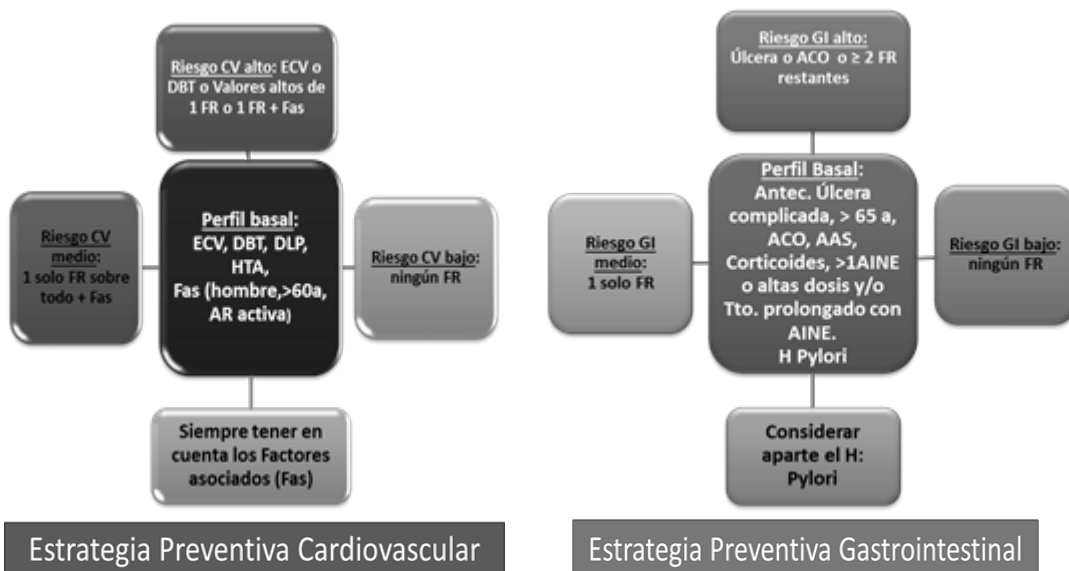 Riesgo CV alto: ECV o
DBT o Valores altos de
1 FR o 1 FR + Fas
Riesgo CV
medio:
1 solo FR sobre
todo + Fas
Perfil basal:
ECV, DBT, DLP,
HTA,
Fas (hombre,>60a,
AR activa)
Riesgo CV bajo:
ningún FR
Siempre tener en
cuenta los Factores
asociados (Fas)
Estrategia Preventiva Cardiovascular
Riesgo GI alto:
Úlcera o ACO o ≥ 2 FR
restantes
Riesgo GI
medio:
1 solo FR
Perfil Basal:
Antec. Úlcera
complicada, > 65 a,
ACO, AAS,
Corticoides, >1AINE
o altas dosis y/o
Tto. prolongado con
AINE.
H Pylori
Riesgo GI bajo:
ningún FR
Considerar
aparte el H:
Pylori
Estrategia Preventiva Gastrointestinal